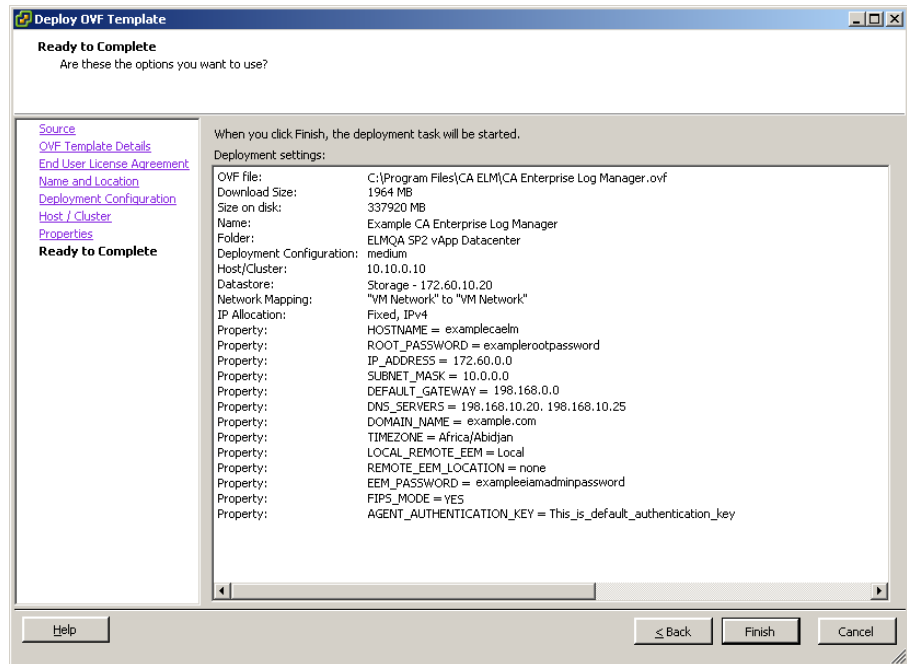 Deploy OVF Template
Ready to Complete
Are these the options you want to use?
Source
OVF Template Details
End User License Agreement
Name and Location
Deployment Configuration
Host / Cluster
Properties
Ready to Complete
When you click Finish, the deployment task will be started.
Deployment settings:
OVF file: C:\Program Files\CA ELM\CA Enterprise Log Manager.ovf
Download Size: 1964 MB
Size on disk: 337920 MB
Name: Example CA Enterprise Log Manager
Folder: ELMQA SP2 vApp Datacenter
Deployment Configuration: medium
Host/Cluster: 10.10.0.10
Datastore: Storage - 172.60.10.20
Network Mapping: "VM Network" to "VM Network"
IP Allocation: Fixed, IPv4
Property: HOSTNAME = examplecaelm
Property: ROOT_PASSWORD = examplerootpassword
Property: IP_ADDRESS = 172.60.0.0
Property: SUBNET_MASK = 10.0.0.0
Property: DEFAULT_GATEWAY = 198.168.0.0
Property: DNS_SERVERS = 198.168.10.20. 198.168.10.25
Property: DOMAIN_NAME = example.com
Property: TIMEZONE = Africa/Abidjan
Property: LOCAL_REMOTE_EEM = Local
Property: REMOTE_EEM_LOCATION = none
Property: EEM_PASSWORD = exampleeiamadminpassword
Property: FIPS_MODE = YES
Property: AGENT_AUTHENTICATION_KEY = This_is_default_authentication_key
Help
≤ Back
Finish
Cancel